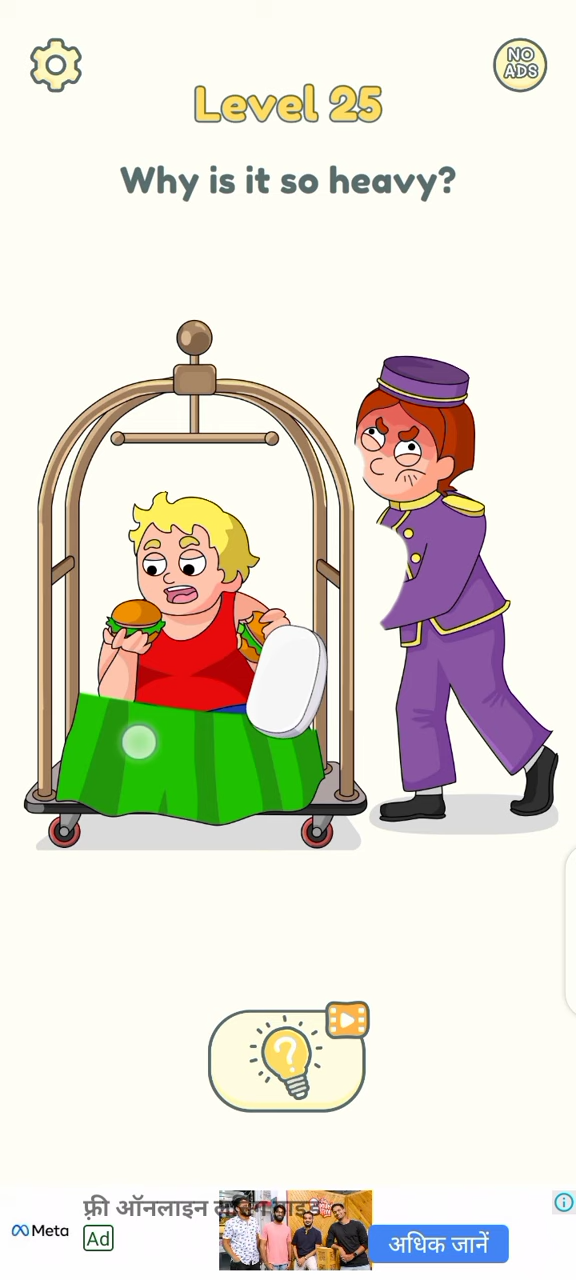 NO
ADS
Level 25
Why is it so heavy?
?
फ़्री ऑनलाइन
Meta
Ad
अधिक जानें